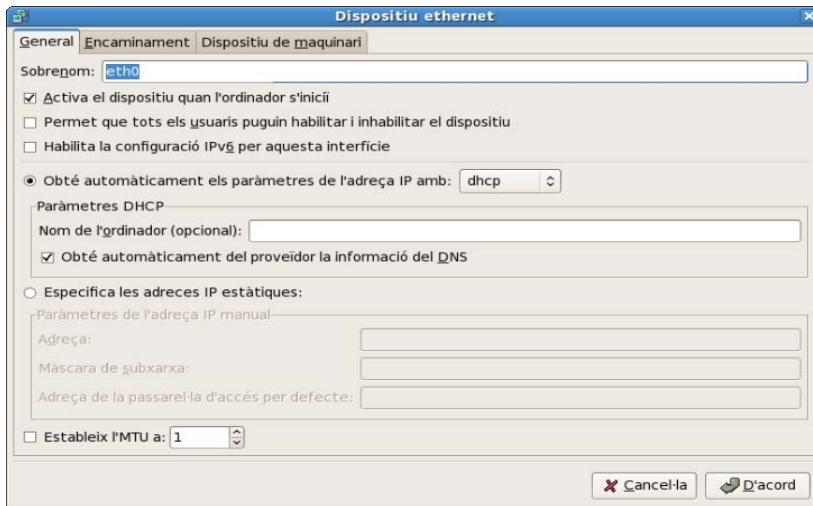 Dispositiu ethernet
General Encaminament Dispositiu de maquinari
Sobrenom: eth0
Activa el dispositiu quan l'ordinador s'iniciï
Permet que tots els usuaris puguin habilitar i inhabilitar el dispositiu
Habilita la configuració IPv6 per aquesta interfície
Obté automàticament els paràmetres de l'adreça IP amb: dhcp
Paràmetres DHCP
Nom de l'ordinador (opcional):
Obté automàticament del proveïdor la informació del DNS
Especifica les adreces IP estàtiques:
Paràmetres de l'adreça IP manual
Adreça:
Màscara de subxarxa:
Adreça de la passarel·la d'accés per defecte:
Estableix l'MTU a: 1
Cancel·la D'acord